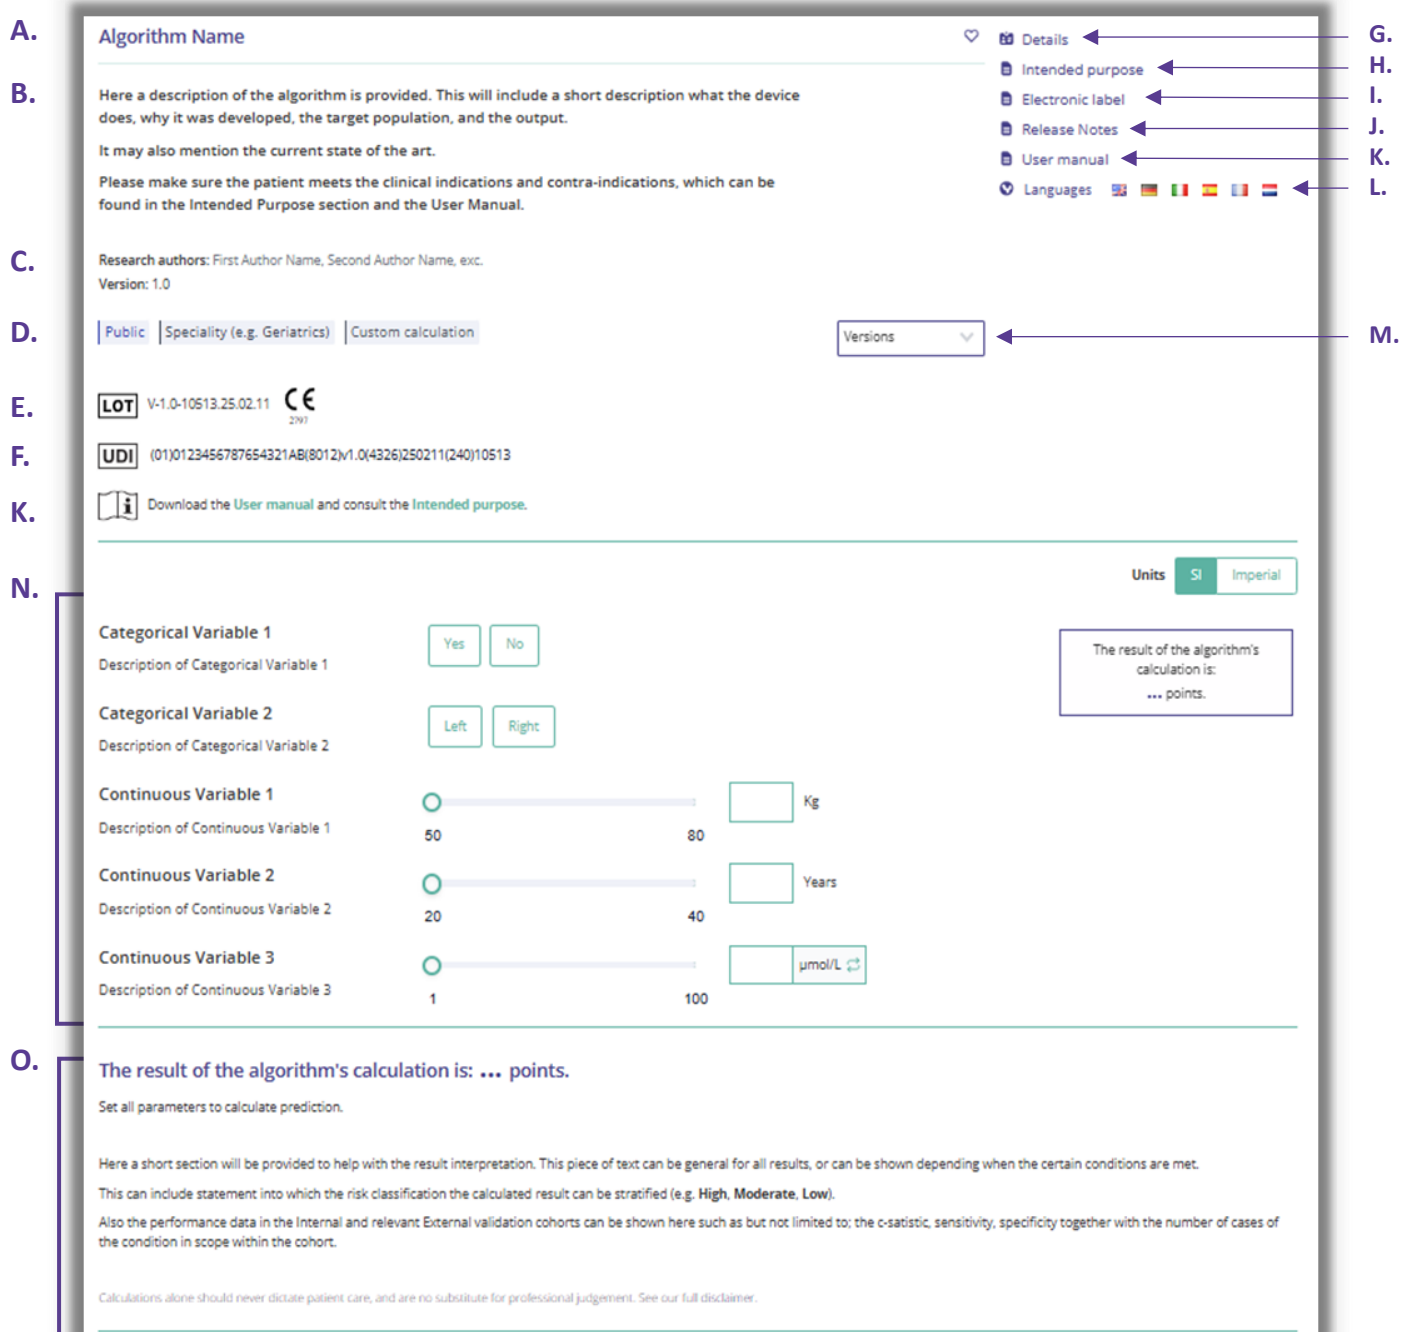 A.
Algorithm Name
Details
G.
Intended purpose
H.
B.
Here a description of the algorithm is provided. This will include a short description what the device
does, why it was developed, the target population, and the output.
Electronic label
I.
Release Notes
J.
It may also mention the current state of the art.
User manual
K.
Please make sure the patient meets the clinical indications and contra-indications, which can be
found in the Intended Purpose section and the User Manual.
Languages
L.
C.
Research authors: First Author Name, Second Author Name, exc.
Version: 1.0
D.
Public
Speciality (e.g. Geriatrics)
Custom calculation
Versions
M.
E.
LOT V-1.0-10513.25.02.11 CE
2797
F.
UDI (01)0123456787654321AB(8012)v1.0(4326)250211(240)10513
K.
i Download the User manual and consult the Intended purpose.
N.
Units SI Imperial
Categorical Variable 1
Description of Categorical Variable 1
Yes No
The result of the algorithm's
calculation is:
... points.
Categorical Variable 2
Description of Categorical Variable 2
Left Right
Continuous Variable 1
Description of Continuous Variable 1
50 80
Kg
Continuous Variable 2
Description of Continuous Variable 2
20 40
Years
Continuous Variable 3
Description of Continuous Variable 3
1 100
µmol/L
O.
The result of the algorithm's calculation is: ... points.
Set all parameters to calculate prediction.
Here a short section will be provided to help with the result interpretation. This piece of text can be general for all results, or can be shown depending when the certain conditions are met.
This can include statement into which the risk classification the calculated result can be stratified (e.g. High, Moderate, Low).
Also the performance data in the Internal and relevant External validation cohorts can be shown here such as but not limited to; the c-satistic, sensitivity, specificity together with the number of cases of
the condition in scope within the cohort.
Calculations alone should never dictate patient care, and are no substitute for professional judgement. See our full disclaimer.